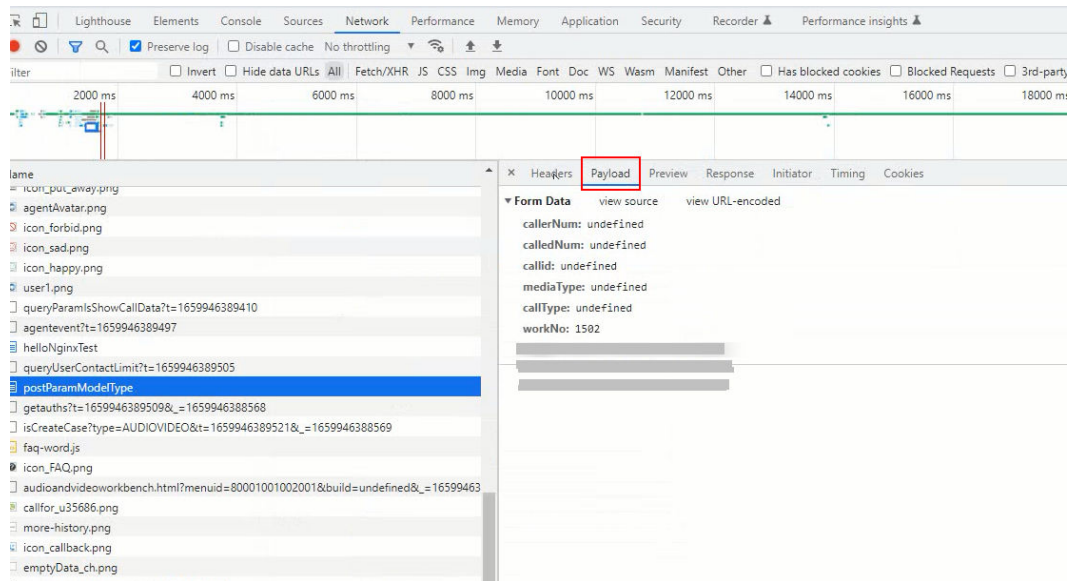 Lighthouse Elements Console Sources Network Performance Memory Application Security Recorder Performance insights
Preserve log Disable cache No throttling
ilter Invert Hide data URLs All Fetch/XHR JS CSS Img Media Font Doc WS Wasm Manifest Other Has blocked cookies Blocked Requests 3rd-party
2000 ms 4000 ms 6000 ms 8000 ms 10000 ms 12000 ms 14000 ms 16000 ms 18000 ms
lame
icon_put_away.png
agentAvatar.png
icon_forbid.png
icon_sad.png
icon_happy.png
user1.png
queryParamIsShowCallData?t=1659946389410
agentevent?t=1659946389497
helloNginxTest
queryUserContactLimit?t=1659946389505
postParamModelType
getauths?t=1659946389509&_=1659946388568
isCreateCase?type=AUDIOVIDEO&t=1659946389521&_=1659946388569
faq-word.js
icon_FAQ.png
audioandvideoworkbench.html?menuid=80001001002001&build=undefined&_=16599463
callfor_u35686.png
more-history.png
icon_callback.png
emptyData_ch.png
× Headers Payload Preview Response Initiator Timing Cookies
▼ Form Data view source view URL-encoded
callerNum: undefined
calledNum: undefined
callid: undefined
mediaType: undefined
callType: undefined
workNo: 1502